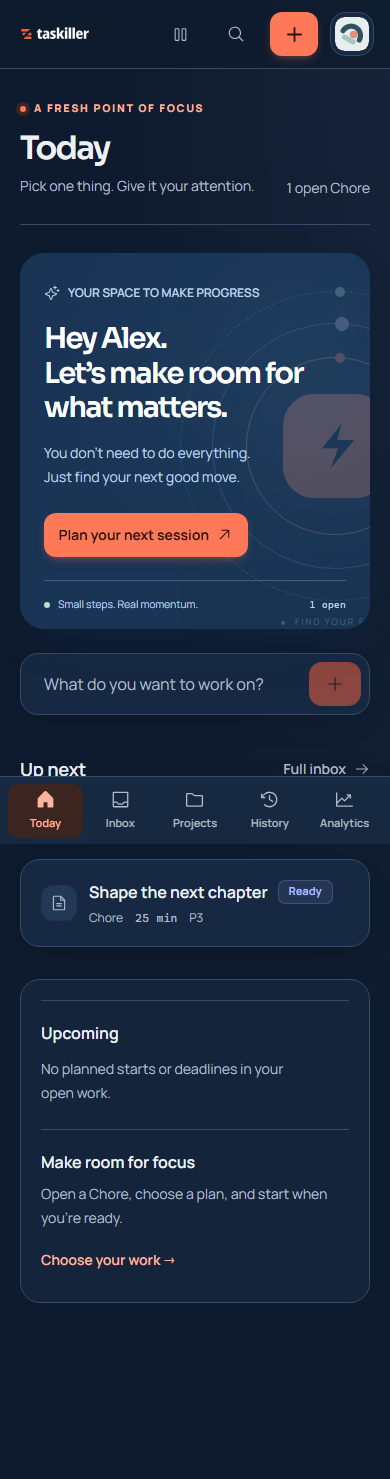 taskiller
A FRESH POINT OF FOCUS
Today
Pick one thing. Give it your attention.
1 open Chore
YOUR SPACE TO MAKE PROGRESS
Hey Alex.
Let's make room for
what matters.
You don't need to do everything.
Just find your next good move.
Plan your next session
Small steps. Real momentum.
1 open
FIND YOUR F
What do you want to work on?
Up next
Full inbox →
Today
Inbox
Projects
History
Analytics
Shape the next chapter
Ready
Chore 25 min P3
Upcoming
No planned starts or deadlines in your
open work.
Make room for focus
Open a Chore, choose a plan, and start when
you're ready.
Choose your work →